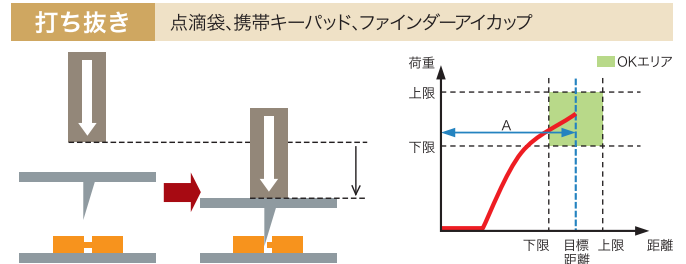 打ち抜き
点滴袋、携帯キーパッド、ファインダーアイカップ
荷重
OKエリア
上限
A
下限
下限
目標
距離
上限
距離